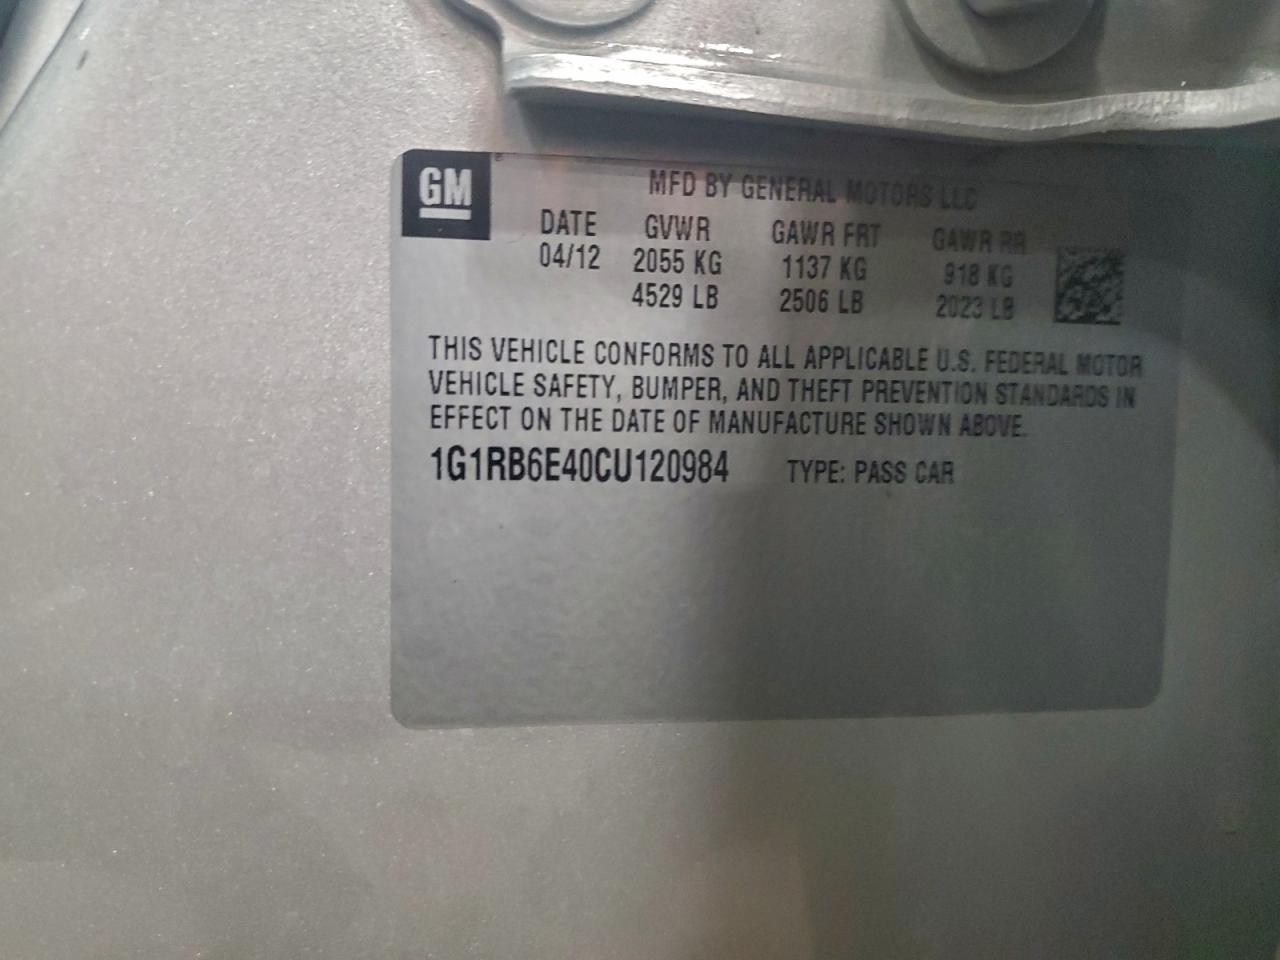 GM
MFD BY GENERAL MOTORS LLC
DATE GVWR GAWR FRT GAWR RR
04/12 2055 KG 1137 KG 918 KG
4529 LB 2506 LB 2023 LB
THIS VEHICLE CONFORMS TO ALL APPLICABLE U.S. FEDERAL MOTOR
VEHICLE SAFETY, BUMPER, AND THEFT PREVENTION STANDARDS IN
EFFECT ON THE DATE OF MANUFACTURE SHOWN ABOVE.
1G1RB6E40CU120984 TYPE: PASS CAR